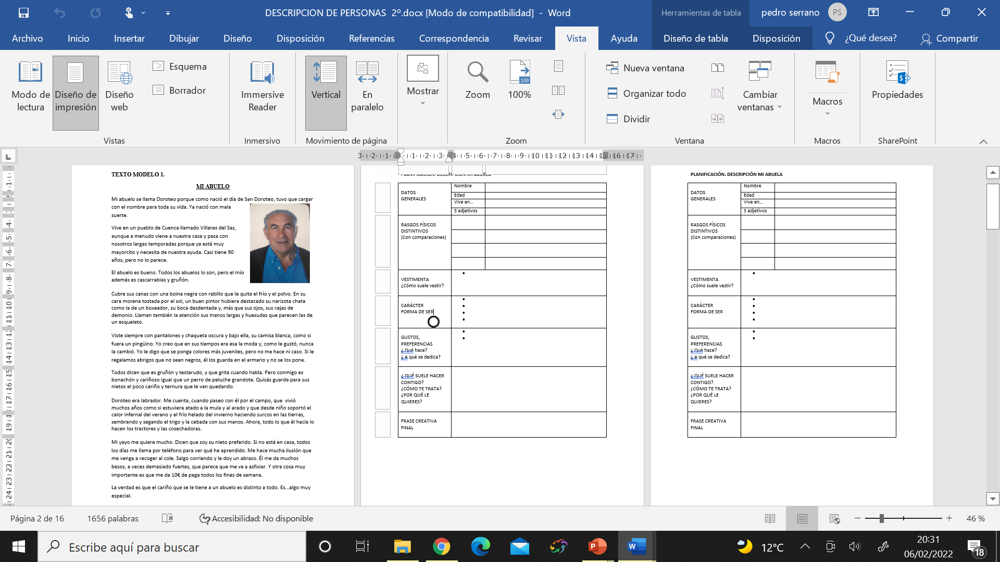 DESCRIPCION DE PERSONAS  2º.docx [Modo de compatibilidad]  -  Word
Herramientas de tabla
pedro serrano
PS
Archivo
Inicio
Insertar
Dibujar
Diseño
Disposición
Referencias
Correspondencia
Revisar
Vista
Ayuda
Diseño de tabla
Disposición
¿Qué desea?
Compartir
Modo de
lectura
Diseño de
impresión
Diseño
web
Esquema
Borrador
Vistas
Immersive
Reader
Inmersivo
Vertical
En
paralelo
Movimiento de página
Mostrar
Zoom
100
100%
Zoom
Nueva ventana
Organizar todo
Dividir
Cambiar
ventanas
Ventana
Macros
Macros
Propiedades
SharePoint
3 2 1 1 2 3 4 5 6 7 8 9 10 11 12 13 14 15 16 17
TEXTO MODELO 1.
MI ABUELO
Mi abuelo se llama Doroteo porque como nació el día de San Doroteo, tuvo que cargar
con el nombre para toda su vida. Ya nació con mala
suerte.
Vive en un pueblo de Cuenca llamado Villares del Saz,
aunque a menudo viene a nuestra casa y pasa con
nosotros largas temporadas porque ya está muy
mayorcito y necesita de nuestra ayuda. Casi tiene 90
años, pero no lo parece.
El abuelo es bueno. Todos los abuelos lo son, pero el mío
además es cascarrabias y gruñón.
Cubre sus canas con una boina negra con rabillo que le quita el frío y el polvo. En su
cara morena tostada por el sol, un buen pintor hubiera destacado su narizota chata
como la de un boxeador, su boca desdentada y, más que sus ojos, sus cejas de
demonio. Llaman también la atención sus manos largas y huesudas que parecen las de
un esqueleto.
Viste siempre con pantalones y chaqueta oscura y bajo ella, su camisa blanca, como si
fuera un pingüino. Yo creo que en sus tiempos era esa la moda y, como le gustó, nunca
la cambió. Yo le digo que se ponga colores más juveniles, pero no me hace ni caso. Si le
regalamos abrigos que no sean negros, él los guarda en el armario y no se los pone.
Todos dicen que es gruñón y testarudo, y que grita cuando habla. Pero conmigo es
bonachón y cariñoso igual que un perro de peluche grandote. Quizás guarda para sus
nietos el poco cariño y ternura que le van quedando.
Doroteo era labrador. Me cuenta, cuando paseo con él por el campo, que  vivió
muchos años como si estuviera atado a la mula y al arado y que desde niño soportó el
calor infernal del verano y el frío helado del invierno haciendo surcos en las tierras,
sembrando y segando el trigo y la cebada con sus manos. Ahora, todo lo que él hacía lo
hacen los tractores y las cosechadoras.
Mi yayo me quiere mucho. Dicen que soy su nieto preferido. Si no está en casa, todos
los días me llama por teléfono para ver qué he aprendido. Me hace mucha ilusión que
me venga a recoger al cole. Salgo corriendo y le doy un abrazo. Él me da muchos
besos, a veces demasiado fuertes, que parece que me va a asfixiar. Y otra cosa muy
importante es que me da 10€ de paga todos los fines de semana.
La verdad es que el cariño que se le tiene a un abuelo es distinto a todo. Es...algo muy
especial.
PLANIFICACIÓN. DESCRIPCIÓN MI ABUELO
DATOS
GENERALES
Nombre
Edad
Vive en...
3 adjetivos
RASGOS FÍSICOS
DISTINTIVOS
(Con comparaciones)
VESTIMENTA
¿Cómo suele vestir?
CARÁCTER
FORMA DE SER
GUSTOS,
PREFERENCIAS
¿Qué hace?
¿A qué se dedica?
¿QUÉ SUELE HACER
CONTIGO?
¿CÓMO TE TRATA?
¿POR QUÉ LE
QUIERES?
FRASE CREATIVA
FINAL
PLANIFICACIÓN. DESCRIPCIÓN MI ABUELA
DATOS
GENERALES
Nombre
Edad
Vive en...
3 adjetivos
RASGOS FÍSICOS
DISTINTIVOS
(Con comparaciones)
VESTIMENTA
¿Cómo suele vestir?
CARÁCTER
FORMA DE SER
GUSTOS,
PREFERENCIAS
¿Qué hace?
¿A qué se dedica?
¿QUÉ SUELE HACER
CONTIGO?
¿CÓMO TE TRATA?
¿POR QUÉ LE
QUIERES?
FRASE CREATIVA
FINAL
Página 2 de 16
1656 palabras
Accesibilidad: No disponible
46 %
Escribe aquí para buscar
12°C
20:31
06/02/2022
18